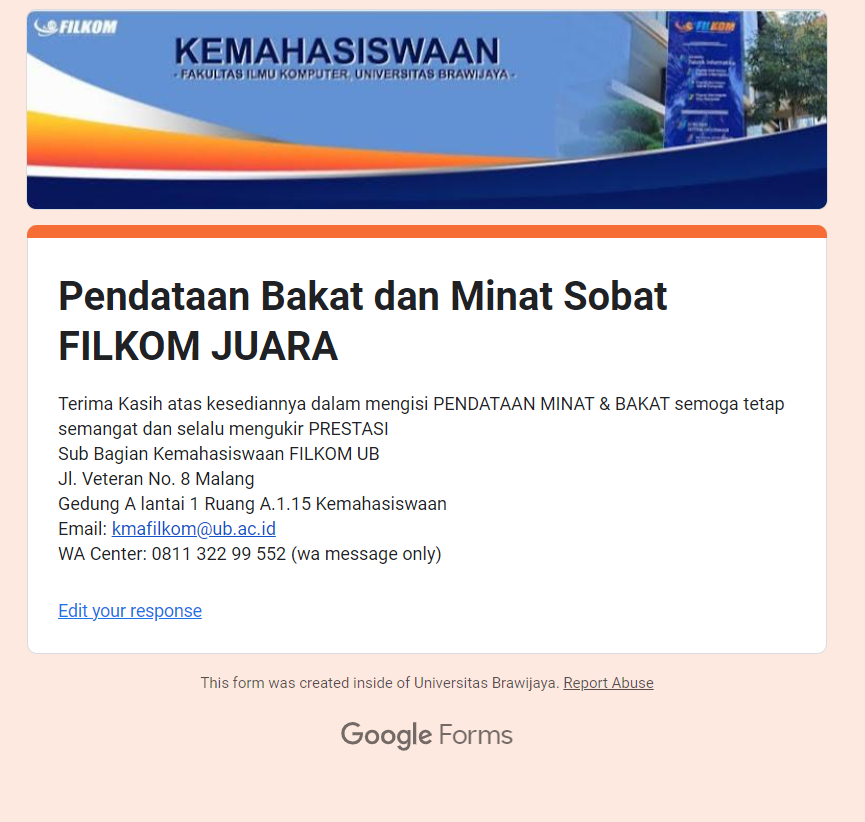 FILKOM
KEMAHASISWAAN
- FAKULTAS ILMU KOMPUTER, UNIVERSITAS BRAWIJAYA -
FILKOM
Teknik Informatika
Pendataan Bakat dan Minat Sobat
FILKOM JUARA
Terima Kasih atas kesediannya dalam mengisi PENDATAAN MINAT & BAKAT semoga tetap
semangat dan selalu mengukir PRESTASI
Sub Bagian Kemahasiswaan FILKOM UB
Jl. Veteran No. 8 Malang
Gedung A lantai 1 Ruang A.1.15 Kemahasiswaan
Email: kmafilkom@ub.ac.id
WA Center: 0811 322 99 552 (wa message only)
Edit your response
This form was created inside of Universitas Brawijaya. Report Abuse
Google Forms